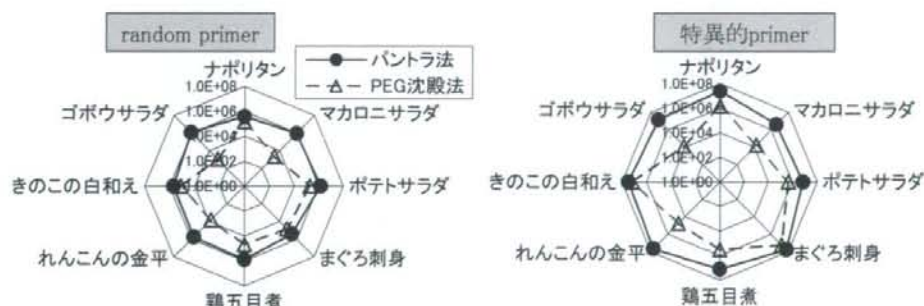 random primer
特異的primer
パントラ法
PEG沈殿法
ナポリタン
マカロニサラダ
ポテトサラダ
まぐろ刺身
鶏五目煮
れんこんの金平
きのこの白和え
ゴボウサラダ
1.0E+08
1.0E+06
1.0E+04
1.0E+02
1.0E+00
ナポリタン
マカロニサラダ
ポテトサラダ
まぐろ刺身
鶏五目煮
れんこんの金平
きのこの白和え
ゴボウサラダ
1.0E+08
1.0E+06
1.0E+04
1.0E+02
1.0E+00